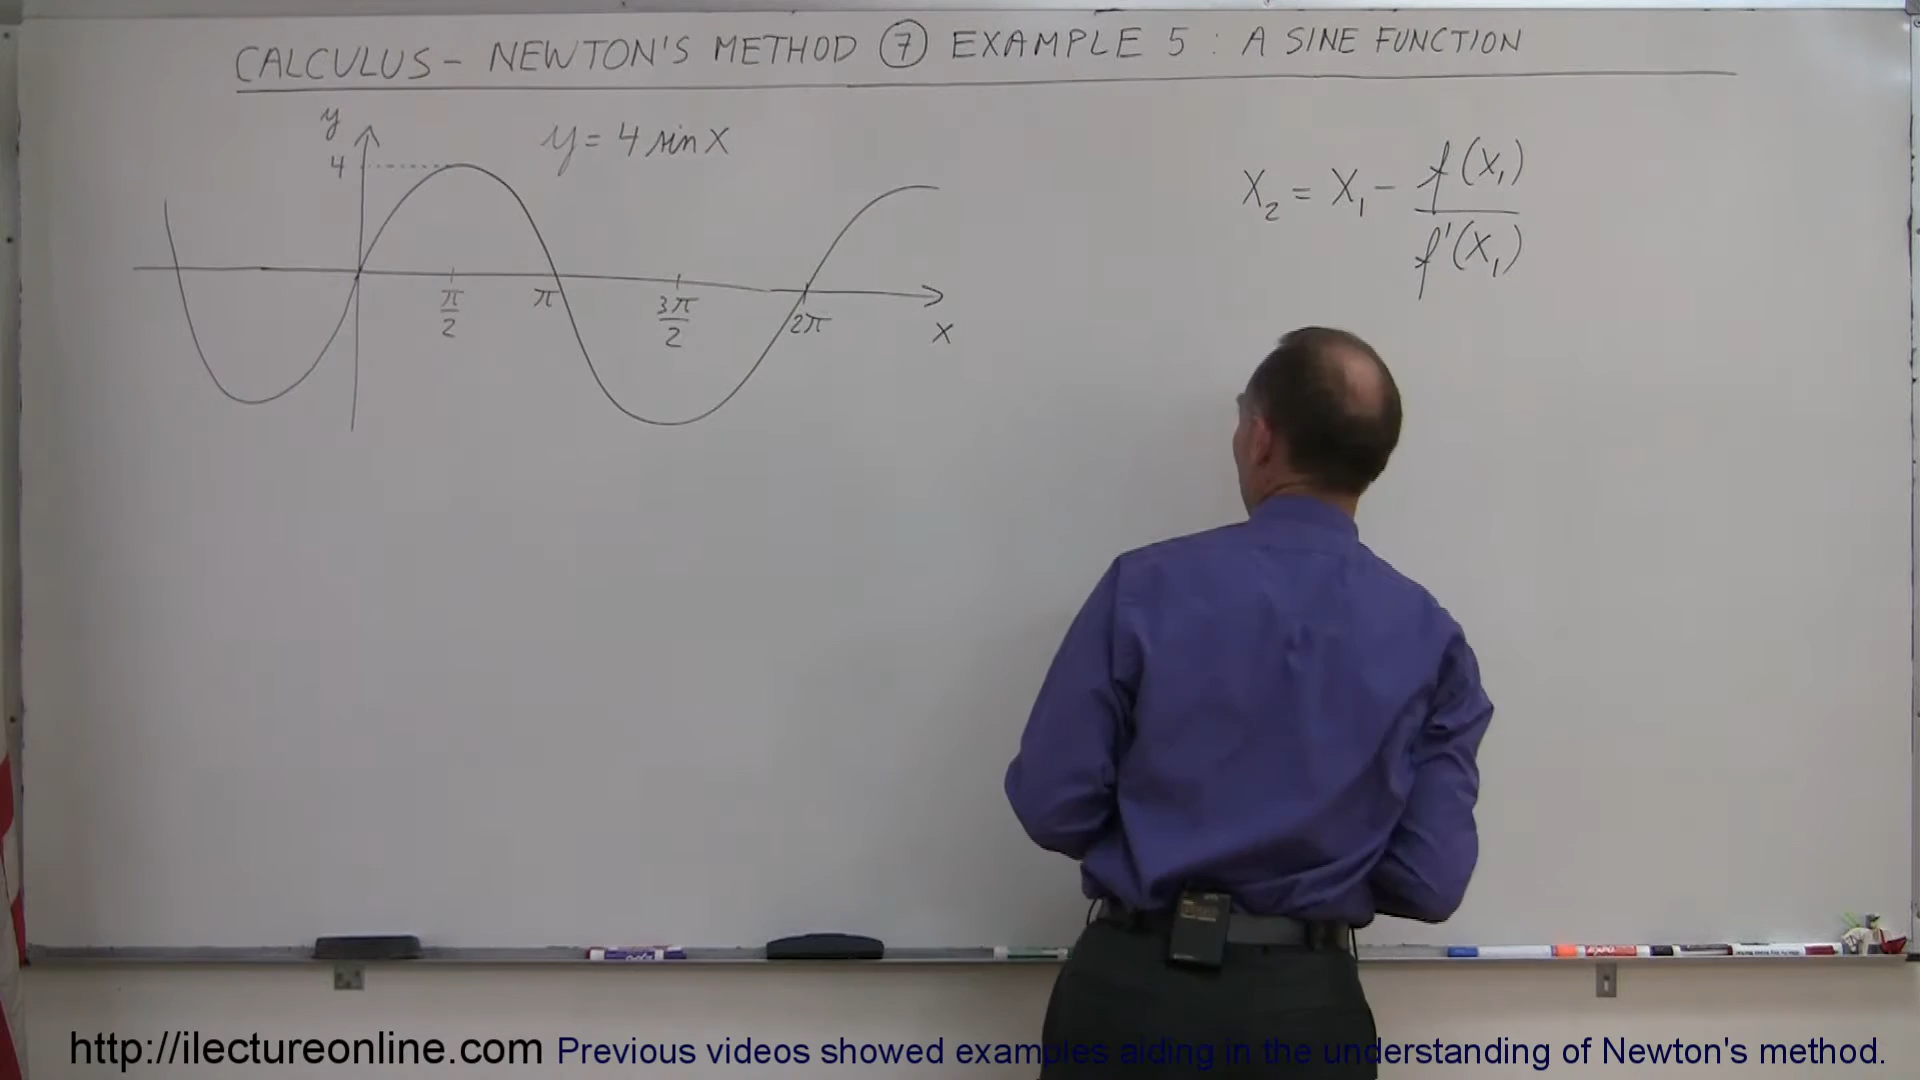 CALCULUS - NEWTON'S METHOD ⑦ EXAMPLE 5 : A SINE FUNCTION
y
4
y = 4 sin x
π/2
π
3π/2
2π
x
X₂ = X₁ - f(x₁)/f'(x₁)
http://ilectureonline.com Previous videos showed examples aiding in the understanding of Newton's method.